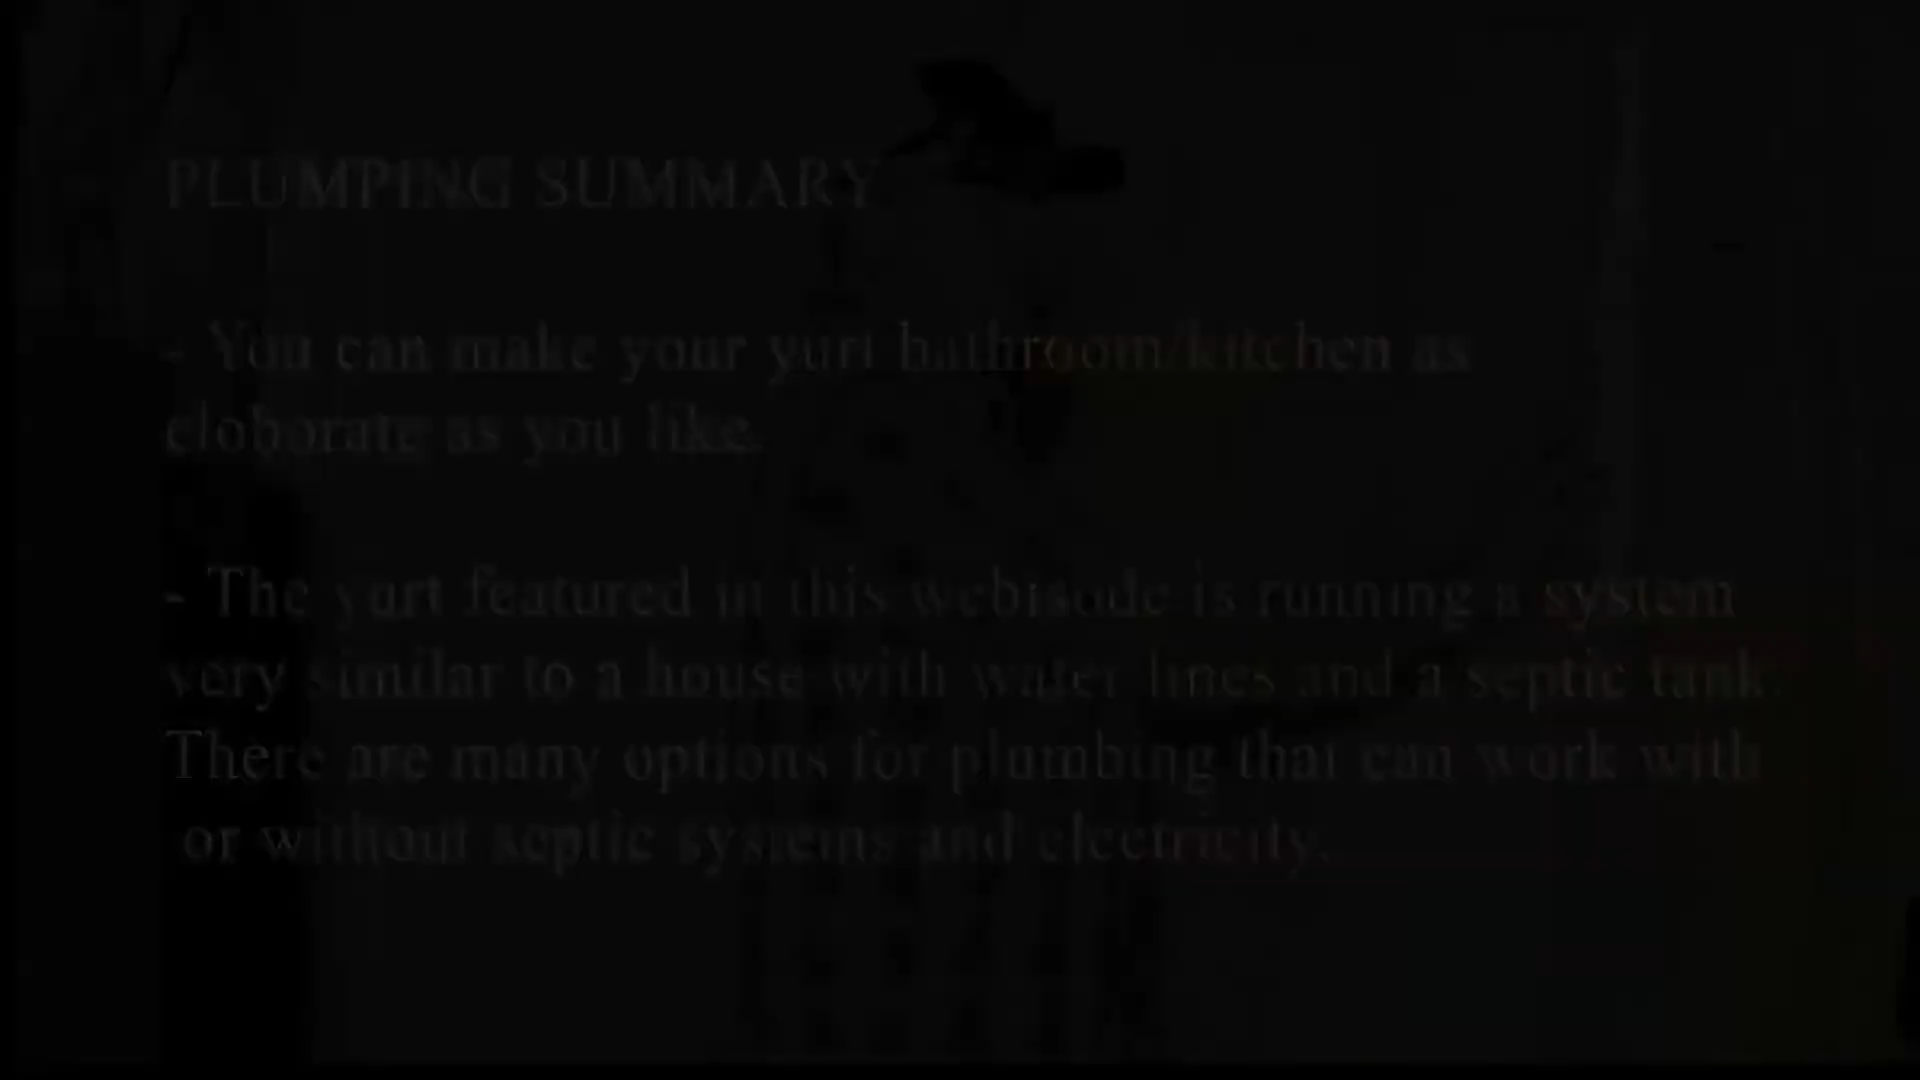 PLUMPING SUMMARY
- You can make your yurt bathroom/kitchen as
eloborate as you like.
- The yurt featured in this webisode is running a system
very similar to a house with water lines and a septic tank.
There are many options for plumbing that can work with
or without septic systems and electricity.